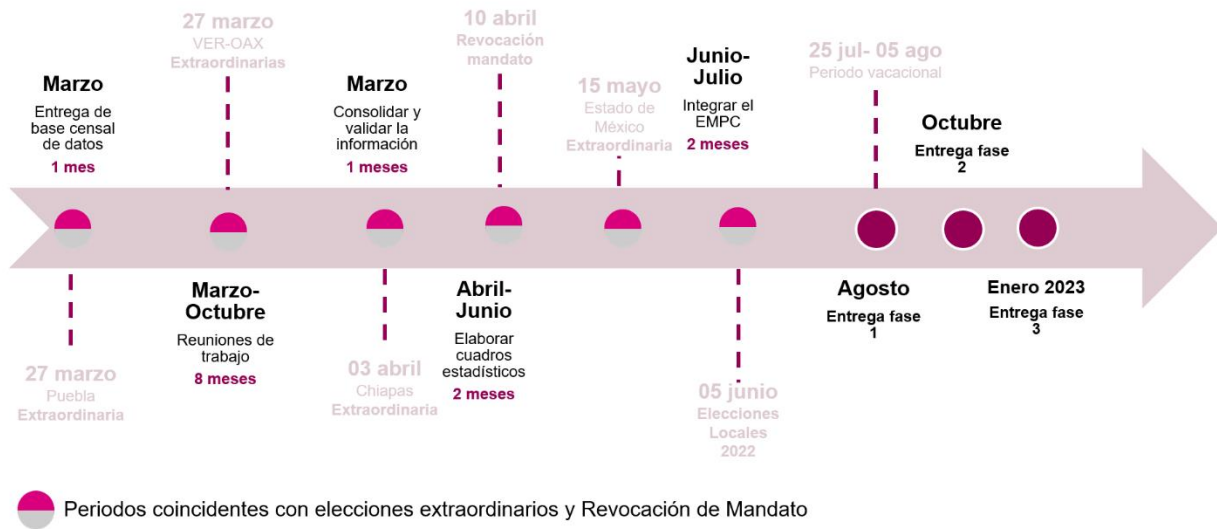 27 marzo
VER-OAX
Extraordinarias
10 abril
Revocación
mandato
25 jul- 05 ago
Periodo vacacional
Marzo
Entrega de
base censal
de datos
1 mes
Marzo
Consolidar y
validar la
información
1 meses
15 mayo
Estado de
México
Extraordinaria
Junio-
Julio
Integrar el
EMPC
2 meses
Octubre
Entrega fase
2
27 marzo
Puebla
Extraordinaria
Marzo-
Octubre
Reuniones de
trabajo
8 meses
03 abril
Chiapas
Extraordinaria
Abril-
Junio
Elaborar
cuadros
estadísticos
2 meses
05 junio
Elecciones
Locales
2022
Agosto
Entrega fase
1
Enero 2023
Entrega fase
3
Periodos coincidentes con elecciones extraordinarios y Revocación de Mandato